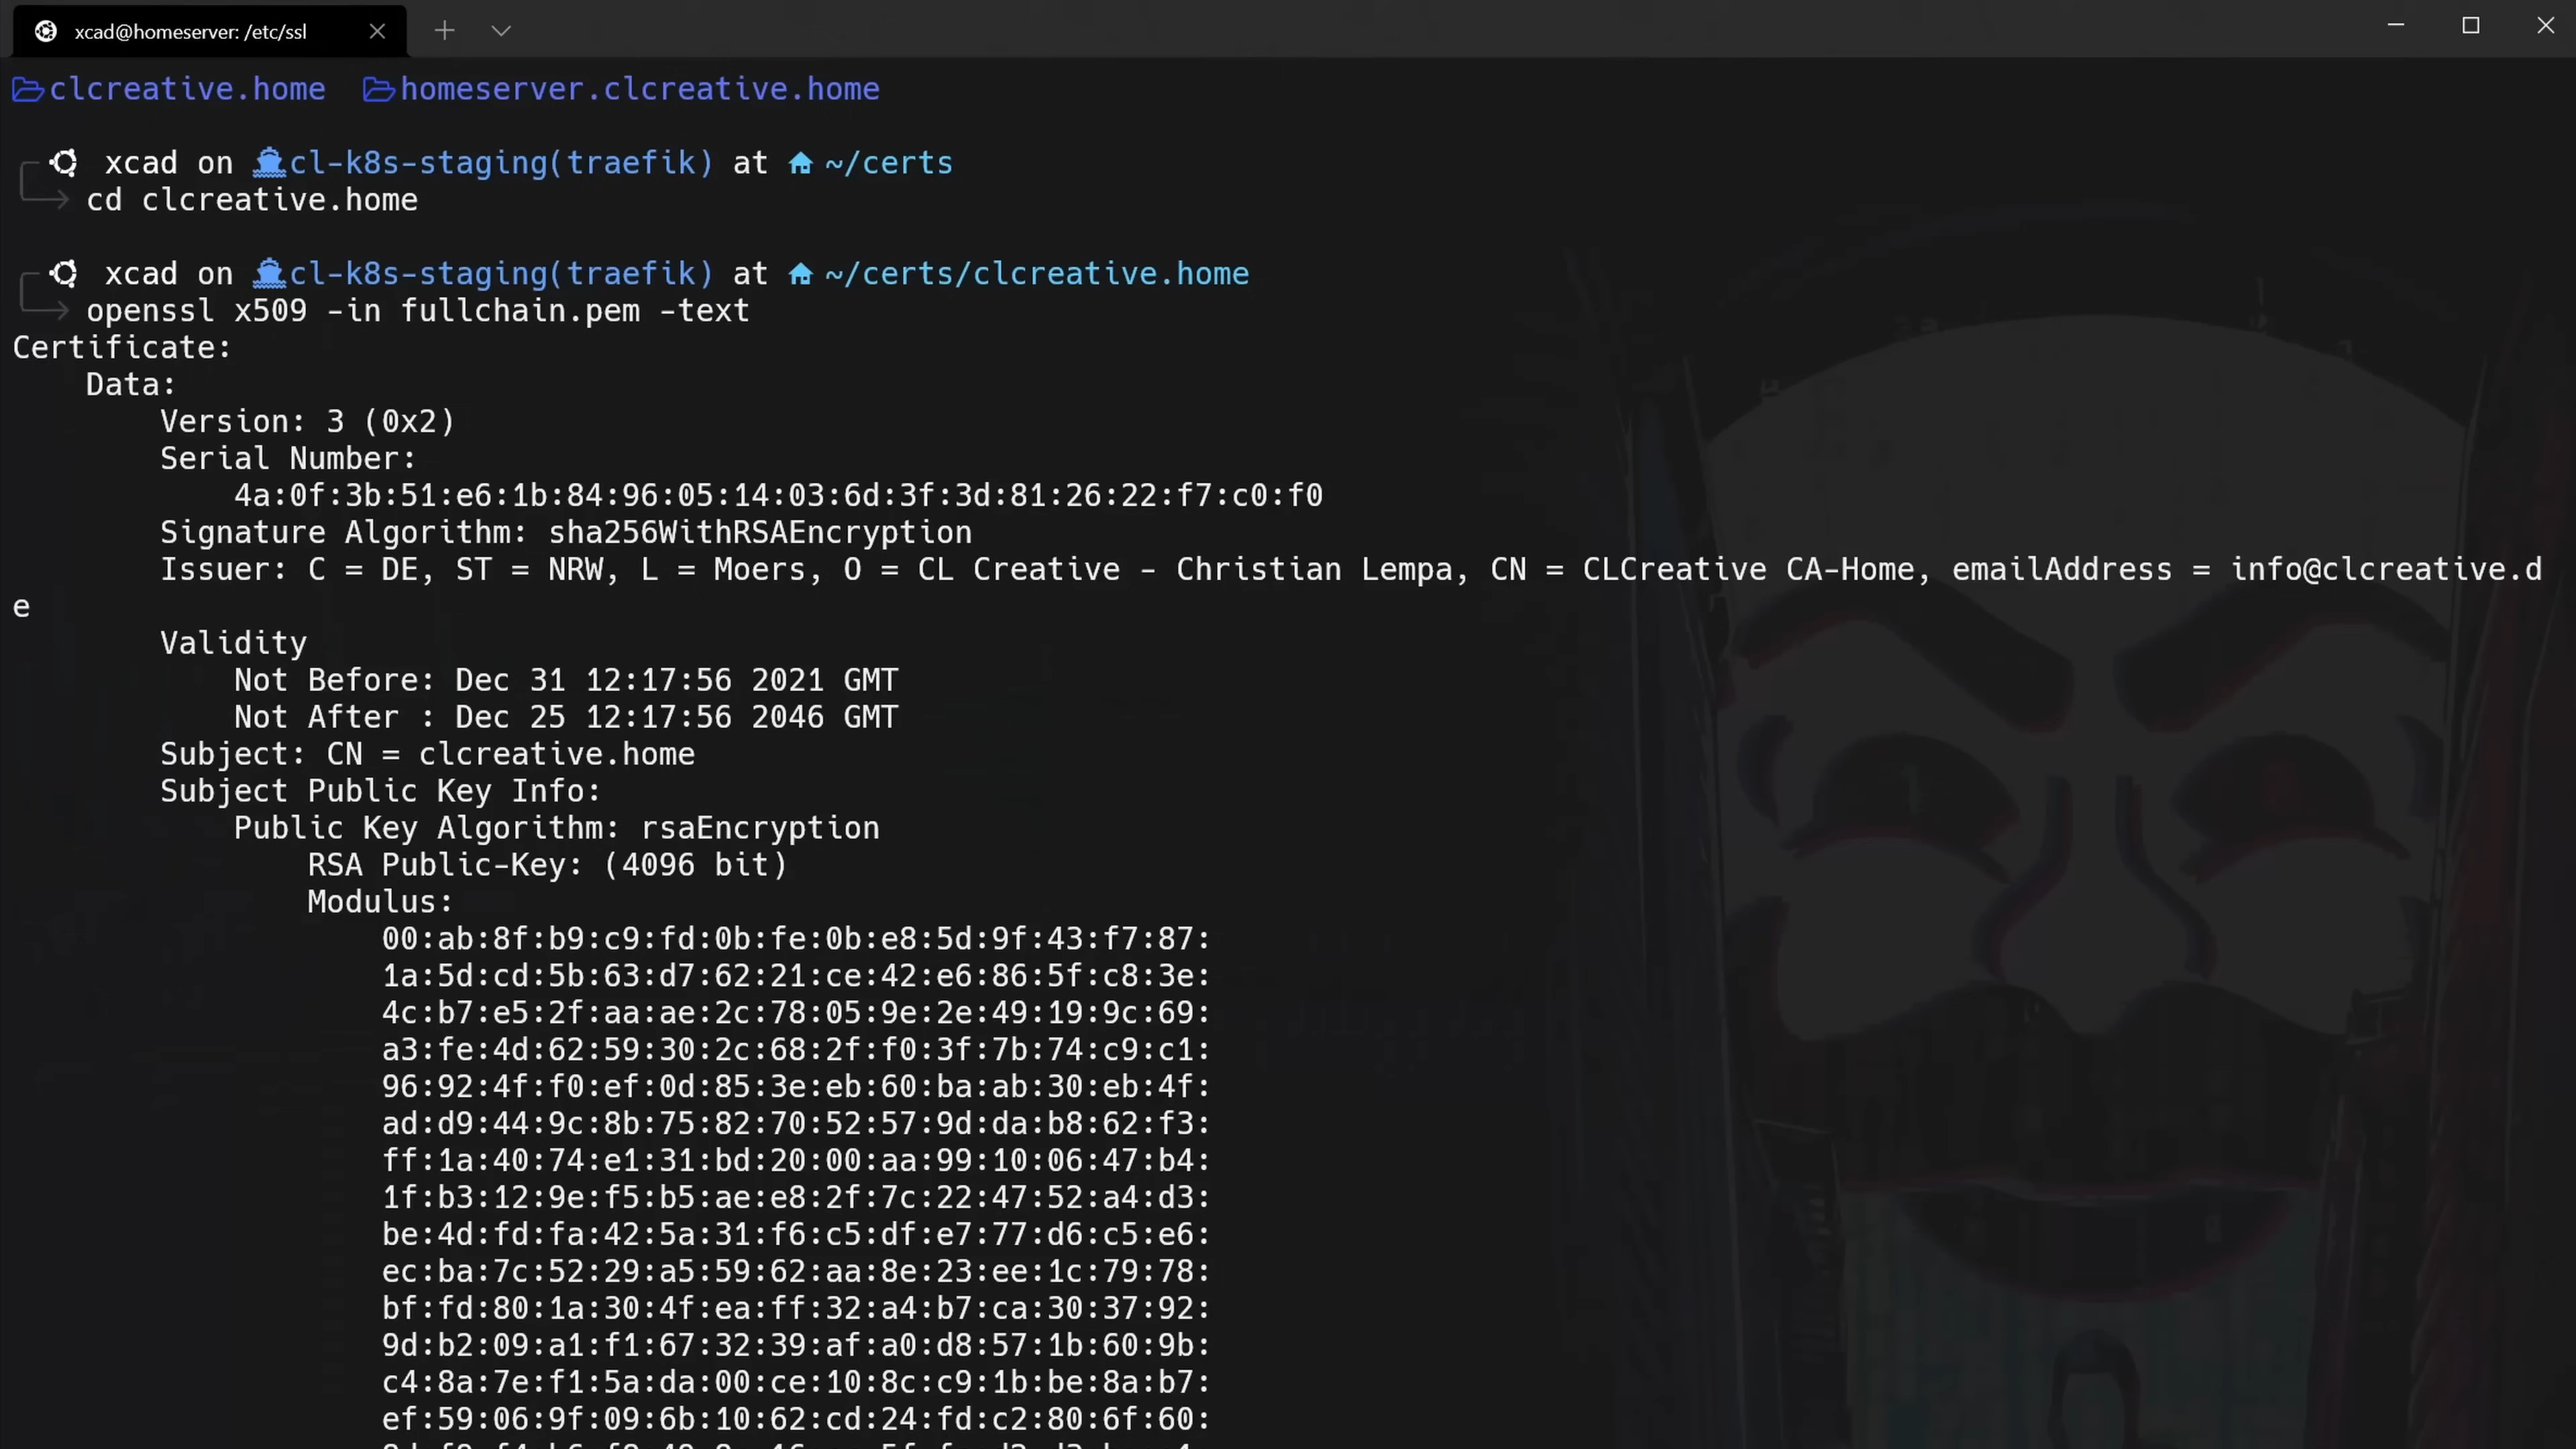 xcad@homeserver: /etc/ssl
clcreative.home homeserver.clcreative.home
xcad on cl-k8s-staging(traefik) at ~/certs
cd clcreative.home
xcad on cl-k8s-staging(traefik) at ~/certs/clcreative.home
openssl x509 -in fullchain.pem -text
Certificate:
Data:
Version: 3 (0x2)
Serial Number:
4a:0f:3b:51:e6:1b:84:96:05:14:03:6d:3f:3d:81:26:22:f7:c0:f0
Signature Algorithm: sha256WithRSAEncryption
Issuer: C = DE, ST = NRW, L = Moers, O = CL Creative - Christian Lempa, CN = CLCreative CA-Home, emailAddress = info@clcreative.d
e
Validity
Not Before: Dec 31 12:17:56 2021 GMT
Not After : Dec 25 12:17:56 2046 GMT
Subject: CN = clcreative.home
Subject Public Key Info:
Public Key Algorithm: rsaEncryption
RSA Public-Key: (4096 bit)
Modulus:
00:ab:8f:b9:c9:fd:0b:fe:0b:e8:5d:9f:43:f7:87:
1a:5d:cd:5b:63:d7:62:21:ce:42:e6:86:5f:c8:3e:
4c:b7:e5:2f:aa:ae:2c:78:05:9e:2e:49:19:9c:69:
a3:fe:4d:62:59:30:2c:68:2f:f0:3f:7b:74:c9:c1:
96:92:4f:f0:ef:0d:85:3e:eb:60:ba:ab:30:eb:4f:
ad:d9:44:9c:8b:75:82:70:52:57:9d:da:b8:62:f3:
ff:1a:40:74:e1:31:bd:20:00:aa:99:10:06:47:b4:
1f:b3:12:9e:f5:b5:ae:e8:2f:7c:22:47:52:a4:d3:
be:4d:fd:fa:42:5a:31:f6:c5:df:e7:77:d6:c5:e6:
ec:ba:7c:52:29:a5:59:62:aa:8e:23:ee:1c:79:78:
bf:fd:80:1a:30:4f:ea:ff:32:a4:b7:ca:30:37:92:
9d:b2:09:a1:f1:67:32:39:af:a0:d8:57:1b:60:9b:
c4:8a:7e:f1:5a:da:00:ce:10:8c:c9:1b:be:8a:b7:
ef:59:06:9f:09:6b:10:62:cd:24:fd:c2:80:6f:60: